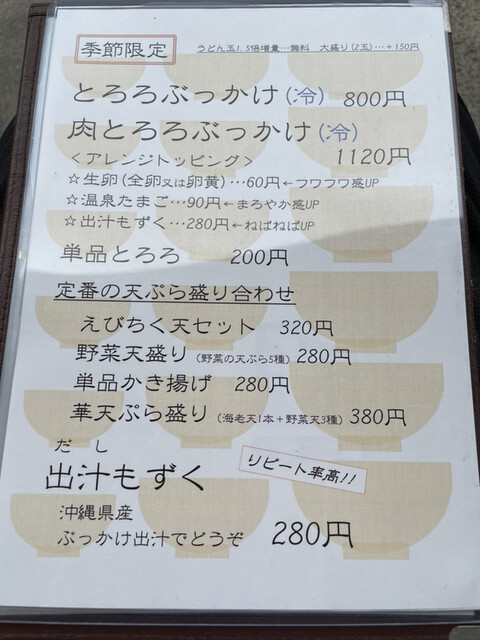 季節限定 うどん玉1.5倍増量…無料 大盛り(2玉)…+150円
とろろぶっかけ(冷) 800円
肉とろろぶっかけ(冷)
<アレンジトッピング> 1120円
☆生卵(全卵又は卵黄)…60円←フワフワ感UP
☆温泉たまご…90円←まろやか感UP
☆出汁もずく…280円←ねばねばUP
単品とろろ 200円
定番の天ぷら盛り合わせ
えびちく天セット 320円
野菜天盛り(野菜の天ぷら5種)280円
単品かき揚げ 280円
華天ぷら盛り(海老天1本+野菜天3種)380円
だし
出汁もずく リピート率高!!
沖縄県産
ぶっかけ出汁でどうぞ 280円